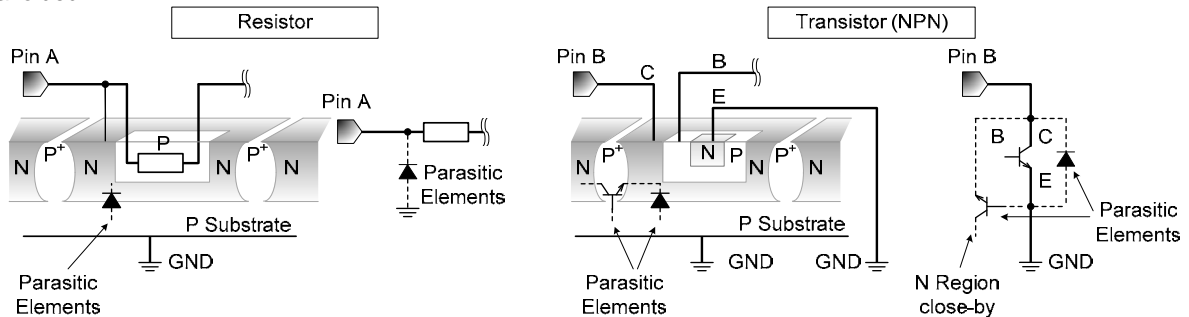 Resistor
Pin A
N
P+
N
P
N
P+
N
P Substrate
GND
Parasitic
Elements
Pin A
Parasitic
Elements
Transistor (NPN)
Pin B
C
B
E
N
P+
N
N
P
N
P+
N
P Substrate
GND
GND
Parasitic
Elements
Pin B
B
C
E
Parasitic
Elements
GND
N Region
close-by